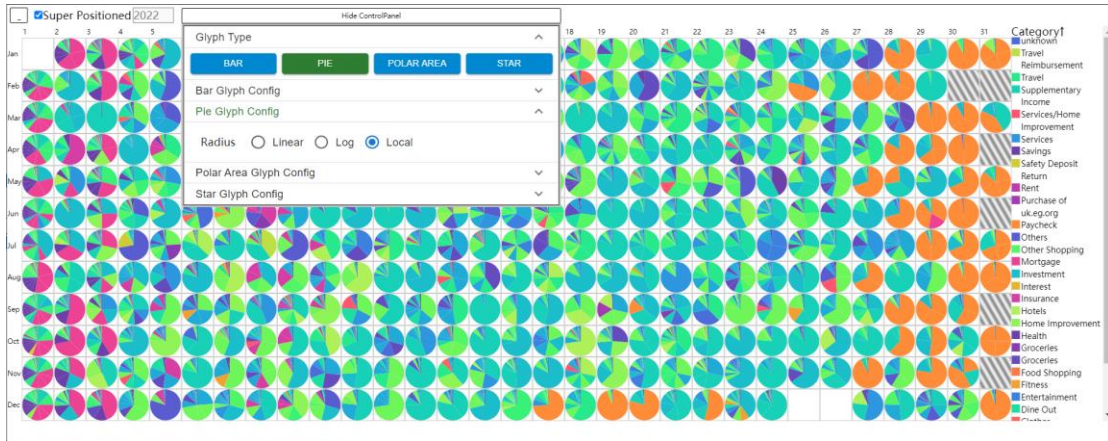 _ Super Positioned 2022 Hide ControlPanel
1 2 3 4 5 18 19 20 21 22 23 24 25 26 27 28 29 30 31
Glyph Type
BAR PIE POLAR AREA STAR
Bar Glyph Config
Pie Glyph Config
Radius Linear Log Local
Polar Area Glyph Config
Star Glyph Config
Jan
Feb
Mar
Apr
May
Jun
Jul
Aug
Sep
Oct
Nov
Dec
Category↑
unknown
Travel
Reimbursement
Travel
Supplementary
Income
Services/Home
Improvement
Services
Savings
Safety Deposit
Return
Rent
Purchase of
uk.eg.org
Paycheck
Others
Other Shopping
Mortgage
Investment
Interest
Insurance
Hotels
Home Improvement
Health
Groceries
Groceries
Food Shopping
Fitness
Entertainment
Dine Out